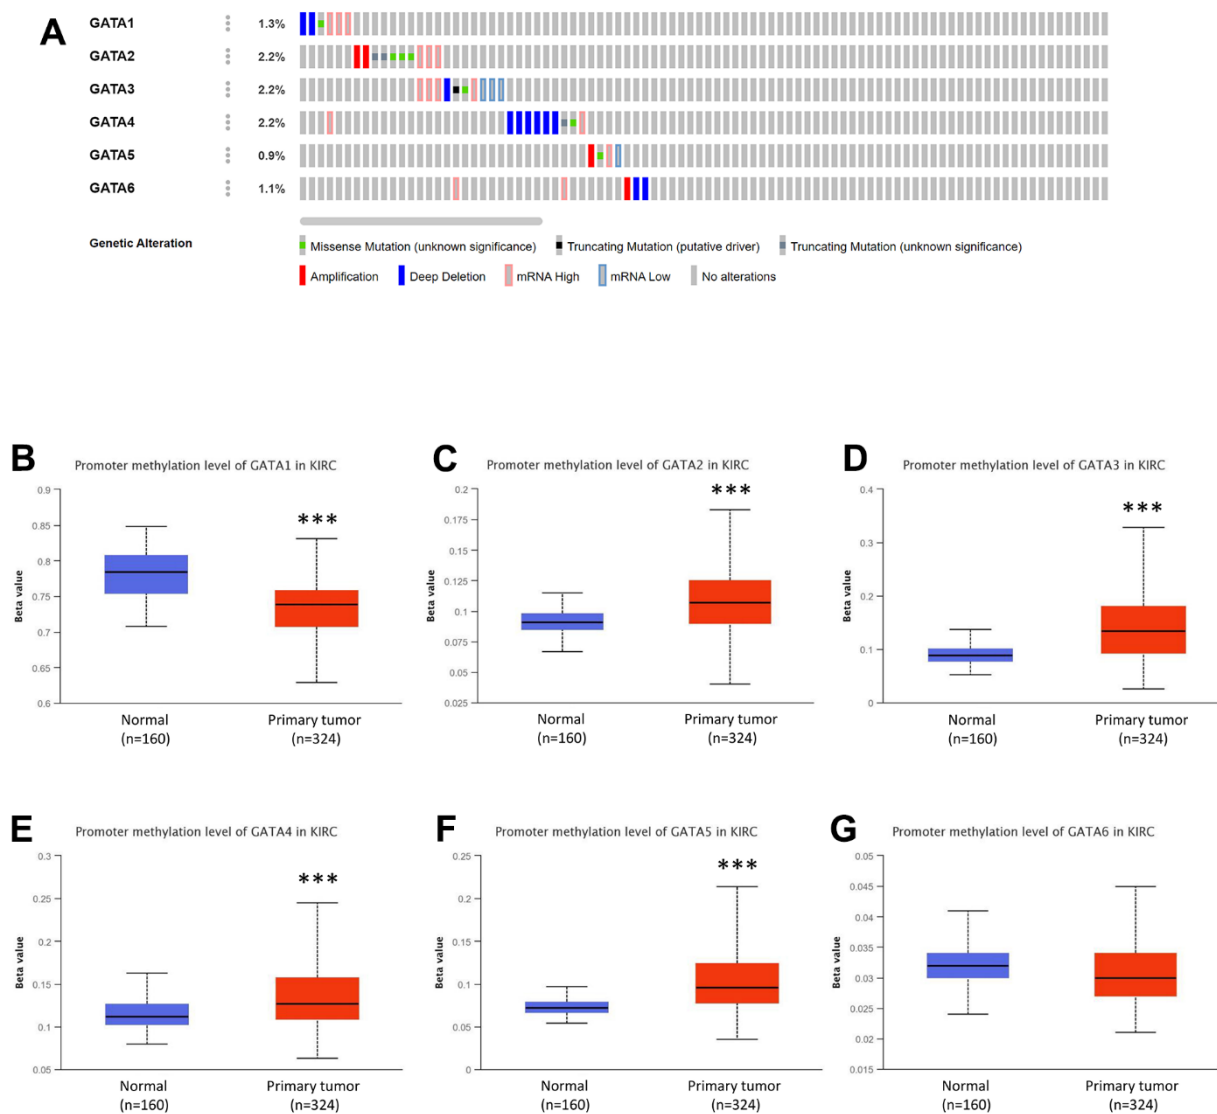 A
GATA1 1.3%
GATA2 2.2%
GATA3 2.2%
GATA4 2.2%
GATA5 0.9%
GATA6 1.1%
Genetic Alteration
Missense Mutation (unknown significance) Truncating Mutation (putative driver) Truncating Mutation (unknown significance)
Amplification Deep Deletion mRNA High mRNA Low No alterations
B
Promoter methylation level of GATA1 in KIRC
***
Beta value
0.9
0.85
0.8
0.75
0.7
0.65
0.6
Normal Primary tumor
(n=160) (n=324)
C
Promoter methylation level of GATA2 in KIRC
***
Beta value
0.2
0.175
0.15
0.125
0.1
0.075
0.05
0.025
Normal Primary tumor
(n=160) (n=324)
D
Promoter methylation level of GATA3 in KIRC
***
Beta value
0.4
0.3
0.2
0.1
0
Normal Primary tumor
(n=160) (n=324)
E
Promoter methylation level of GATA4 in KIRC
***
Beta value
0.3
0.25
0.2
0.15
0.1
0.05
Normal Primary tumor
(n=160) (n=324)
F
Promoter methylation level of GATA5 in KIRC
***
Beta value
0.25
0.2
0.15
0.1
0.05
0
Normal Primary tumor
(n=160) (n=324)
G
Promoter methylation level of GATA6 in KIRC
Beta value
0.05
0.045
0.04
0.035
0.03
0.025
0.02
0.015
Normal Primary tumor
(n=160) (n=324)